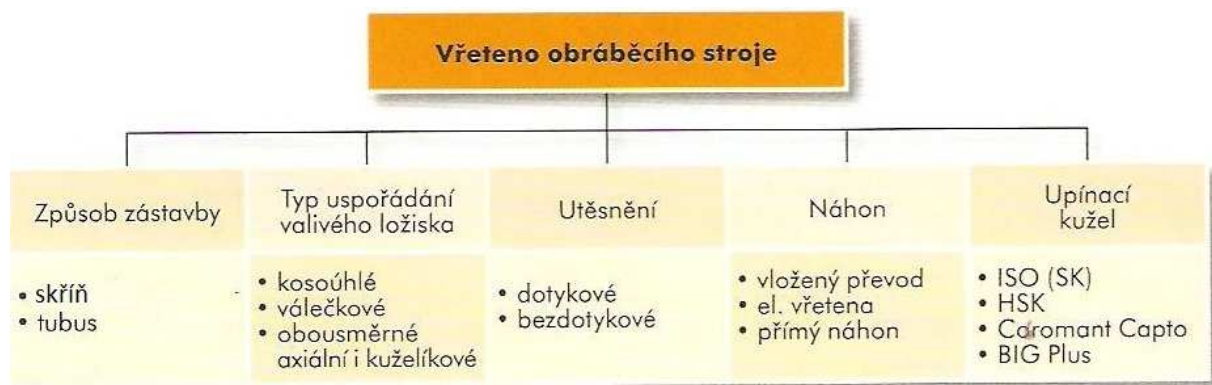 Vřeteno obráběcího stroje
Způsob zástavby
• skříň
• tubus
Typ uspořádání
valivého ložiska
• kosoúhlé
• válečkové
• obousměrné
axiální i kuželíkové
Utěsnění
• dotykové
• bezdotykové
Náhon
• vložený převod
• el. vřetena
• přímý náhon
Upínací
kužel
• ISO (SK)
• HSK
• Coromant Capto
• BIG Plus